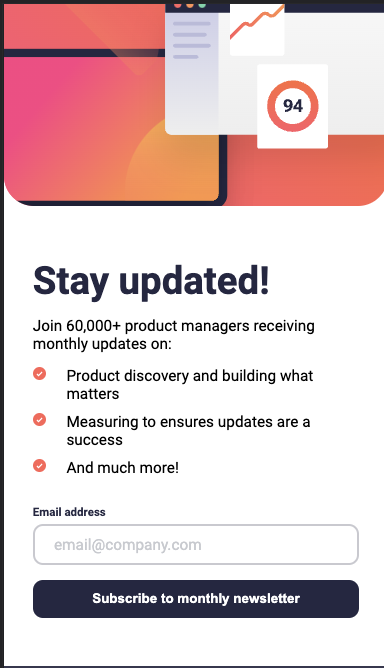 94
Stay updated!
Join 60,000+ product managers receiving
monthly updates on:
Product discovery and building what
matters
Measuring to ensures updates are a
success
And much more!
Email address
email@company.com
Subscribe to monthly newsletter